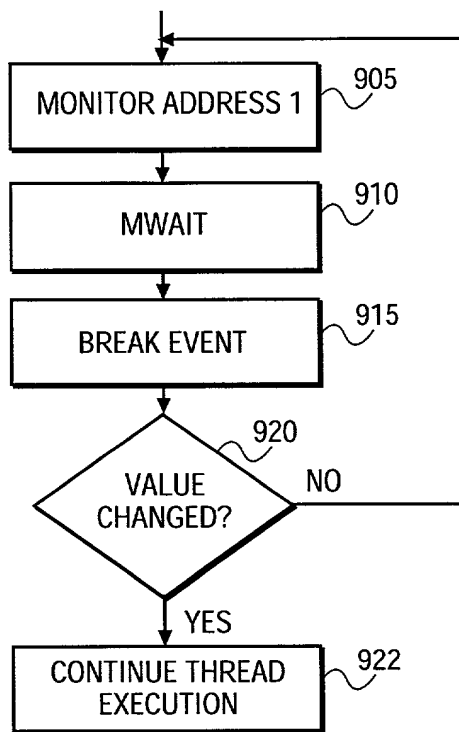 MONITOR ADDRESS 1
905
MWAIT
910
BREAK EVENT
915
920
VALUE
CHANGED?
NO
YES
CONTINUE THREAD
EXECUTION
922